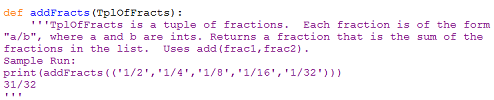 def addFracts(TplOfFracts):
    '''TplOfFracts is a tuple of fractions.  Each fraction is of the form
"a/b", where a and b are ints. Returns a fraction that is the sum of the
fractions in the list.  Uses add(frac1,frac2).
Sample Run:
print(addFracts(('1/2','1/4','1/8','1/16','1/32')))
31/32
'''